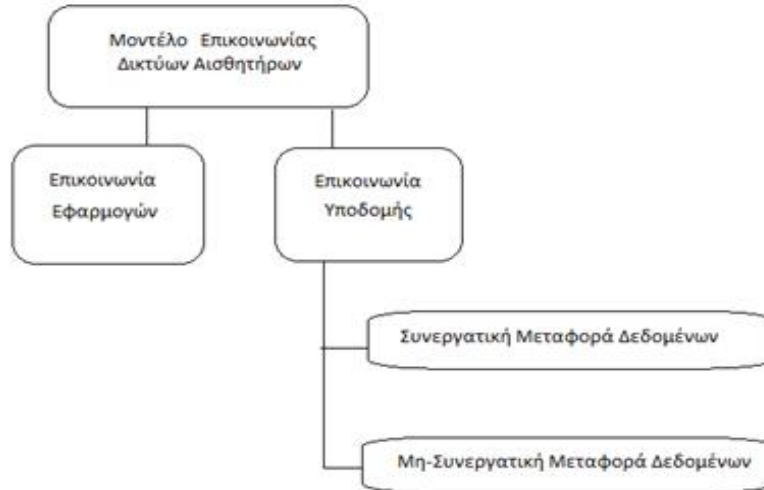 Μοντέλο Επικοινωνίας
Δικτύων Αισθητήρων
Επικοινωνία
Εφαρμογών
Επικοινωνία
Υποδομής
Συνεργατική Μεταφορά Δεδομένων
Μη-Συνεργατική Μεταφορά Δεδομένων